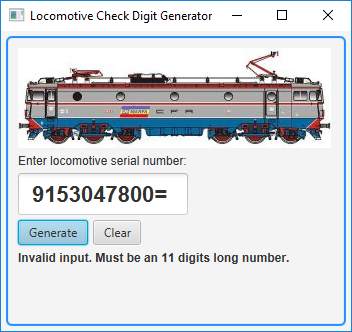 Locomotive Check Digit Generator
C F R
Enter locomotive serial number:
9153047800=
Generate
Clear
Invalid input. Must be an 11 digits long number.